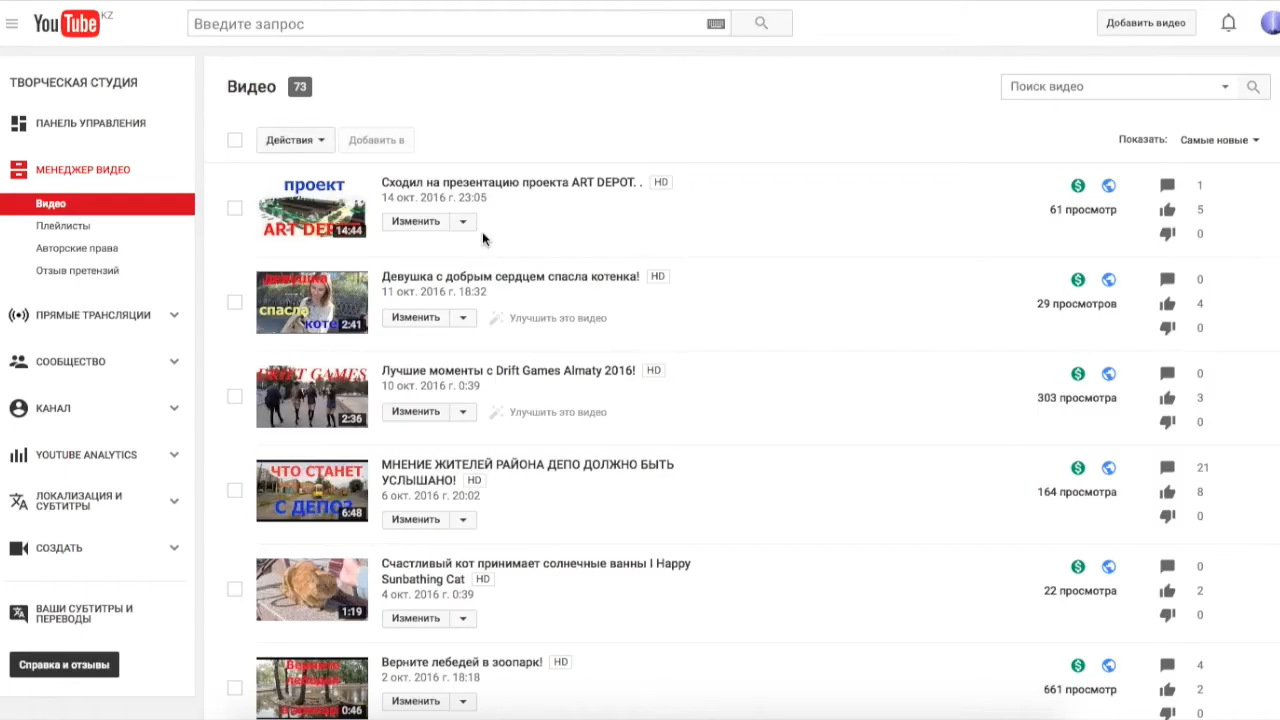 YouTube KZ
Введите запрос
Добавить видео
ТВОРЧЕСКАЯ СТУДИЯ
ПАНЕЛЬ УПРАВЛЕНИЯ
МЕНЕДЖЕР ВИДЕО
Видео
Плейлисты
Авторские права
Отзыв претензий
ПРЯМЫЕ ТРАНСЛЯЦИИ
СООБЩЕСТВО
КАНАЛ
YOUTUBE ANALYTICS
ЛОКАЛИЗАЦИЯ И
СУБТИТРЫ
СОЗДАТЬ
ВАШИ СУБТИТРЫ И
ПЕРЕВОДЫ
Справка и отзывы
Видео 73
Поиск видео
Действия
Добавить в
Показать: Самые новые
проект
ART DEP
14:44
Сходил на презентацию проекта ART DEPOT. . HD
14 окт. 2016 г. 23:05
Изменить
61 просмотр
1
5
0
девушка
спасла
коте
2:41
Девушка с добрым сердцем спасла котенка! HD
11 окт. 2016 г. 18:32
Изменить
Улучшить это видео
29 просмотров
0
4
0
DRIFT GAMES
2:36
Лучшие моменты с Drift Games Almaty 2016! HD
10 окт. 2016 г. 0:39
Изменить
Улучшить это видео
303 просмотра
0
3
0
ЧТО СТАНЕТ
С ДЕПО?
6:48
МНЕНИЕ ЖИТЕЛЕЙ РАЙОНА ДЕПО ДОЛЖНО БЫТЬ
УСЛЫШАНО! HD
6 окт. 2016 г. 20:02
Изменить
164 просмотра
21
8
0
1:19
Счастливый кот принимает солнечные ванны I Happy
Sunbathing Cat HD
4 окт. 2016 г. 0:39
Изменить
22 просмотра
0
2
0
Верните
лебедей
0:46
Верните лебедей в зоопарк! HD
2 окт. 2016 г. 18:18
Изменить
661 просмотр
4
2
0